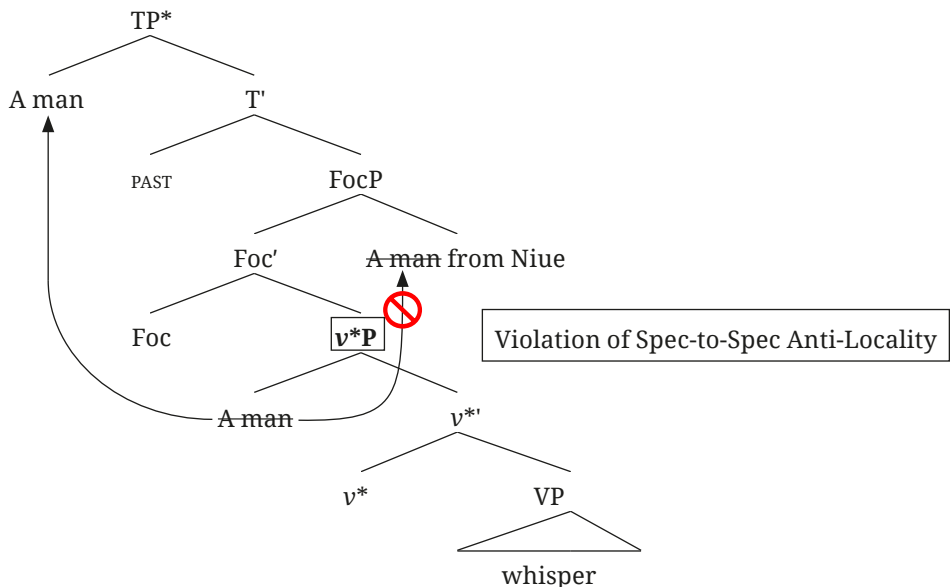 TP*
A man T'
PAST FocP
Foc′ A man from Niue
Foc v*P Violation of Spec-to-Spec Anti-Locality
A man v*'
v* VP
whisper